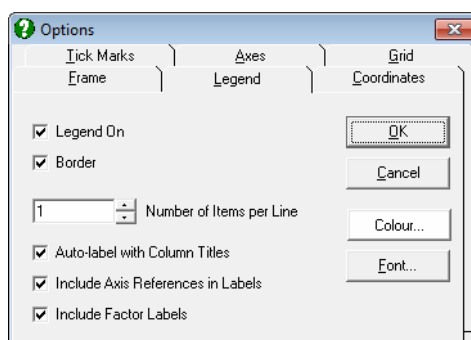 Options
Tick Marks
Axes
Grid
Frame
Legend
Coordinates
Legend On
Border
1
Number of Items per Line
Auto-label with Column Titles
Include Axis References in Labels
Include Factor Labels
OK
Cancel
Colour...
Font...